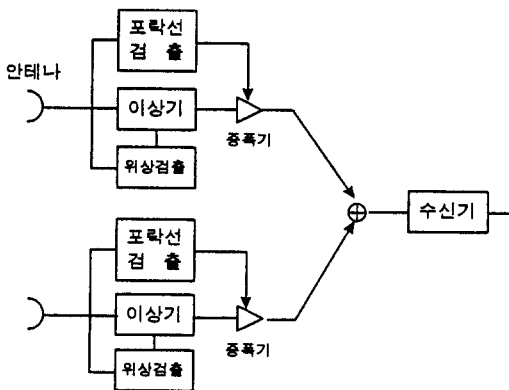 포락선
검 출
안테나
이상기
증폭기
위상검출
수신기
포락선
검 출
이상기
증폭기
위상검출